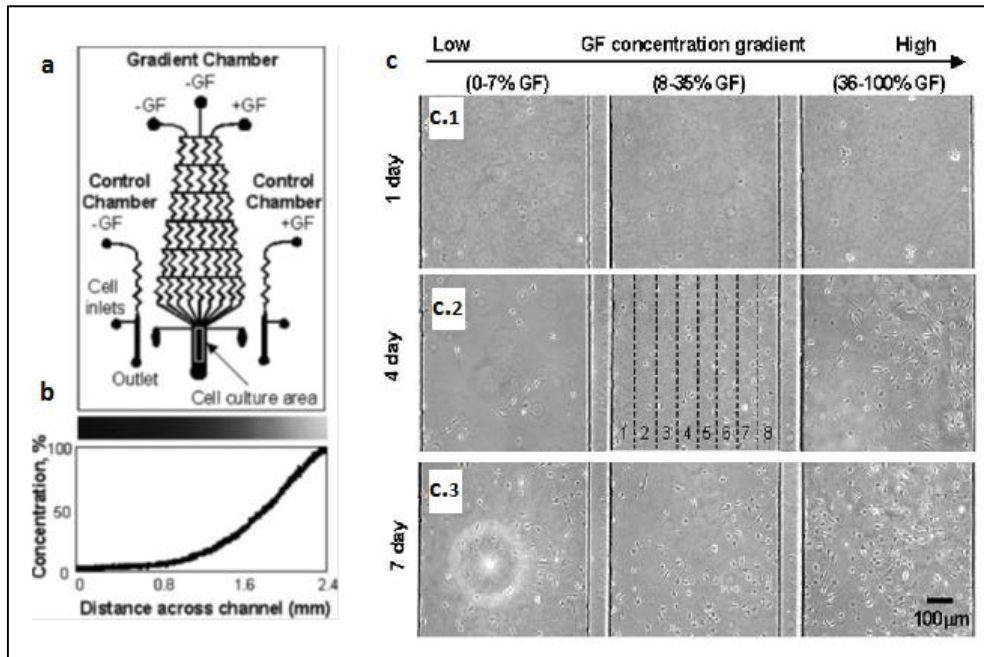 a
Gradient Chamber
-GF
-GF
+GF
Control Chamber
-GF
Control Chamber
+GF
Cell inlets
Outlet
Cell culture area
b
Concentration, %
100
50
0
0
0.8
1.6
2.4
Distance across channel (mm)
c
Low
GF concentration gradient
High
(0-7% GF)
(8-35% GF)
(36-100% GF)
c.1
1 day
c.2
4 day
1 2 3 4 5 6 7 8
c.3
7 day
100μm